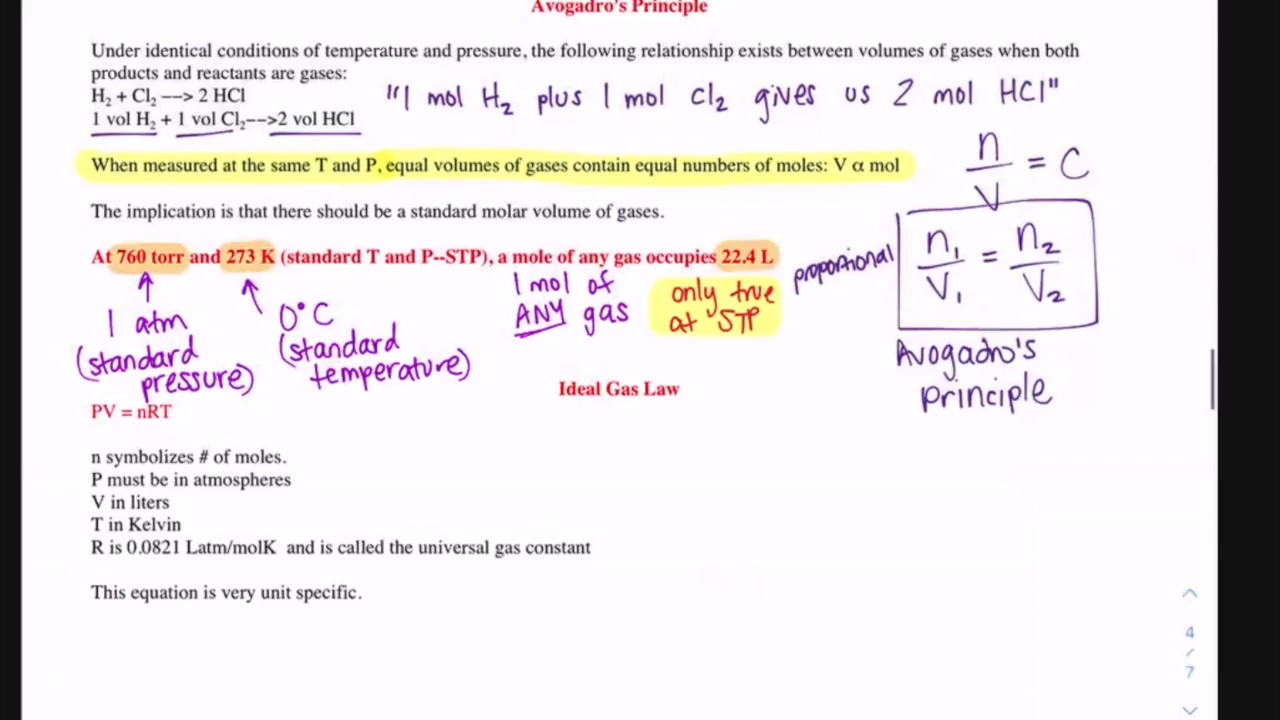 Avogadro's Principle
Under identical conditions of temperature and pressure, the following relationship exists between volumes of gases when both
products and reactants are gases:
H₂ + Cl₂ --> 2 HCl
"1 mol H₂ plus 1 mol Cl₂ gives us 2 mol HCl"
1 vol H₂ + 1 vol Cl₂-->2 vol HCl
When measured at the same T and P, equal volumes of gases contain equal numbers of moles: V α mol
n/V = C
The implication is that there should be a standard molar volume of gases.
At 760 torr and 273 K (standard T and P--STP), a mole of any gas occupies 22.4 L
proportional
n₁/V₁ = n₂/V₂
Avogadro's
principle
1 atm
(standard
pressure)
0°C
(standard
temperature)
1 mol of
ANY gas
only true
at STP
Ideal Gas Law
PV = nRT
n symbolizes # of moles.
P must be in atmospheres
V in liters
T in Kelvin
R is 0.0821 Latm/molK and is called the universal gas constant
This equation is very unit specific.
4
/
7